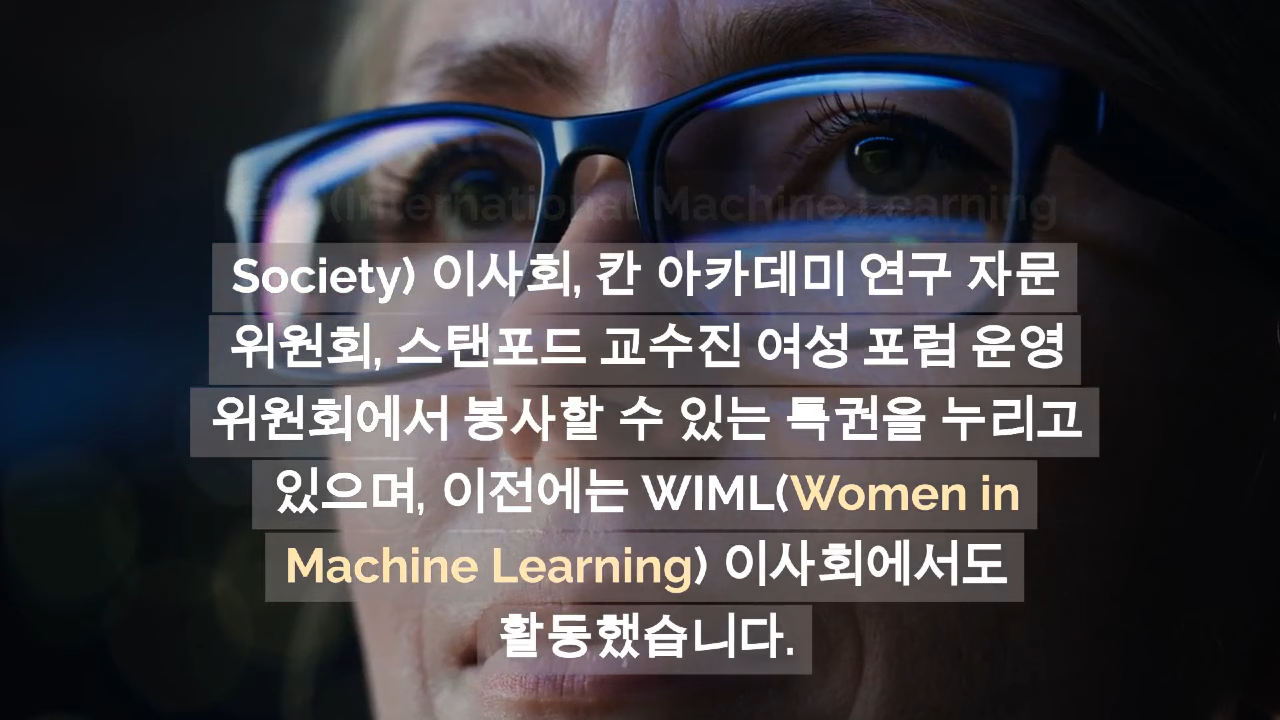 (International Machine Learning
Society) 이사회, 칸 아카데미 연구 자문
위원회, 스탠포드 교수진 여성 포럼 운영
위원회에서 봉사할 수 있는 특권을 누리고
있으며, 이전에는 WIML(Women in
Machine Learning) 이사회에서도
활동했습니다.